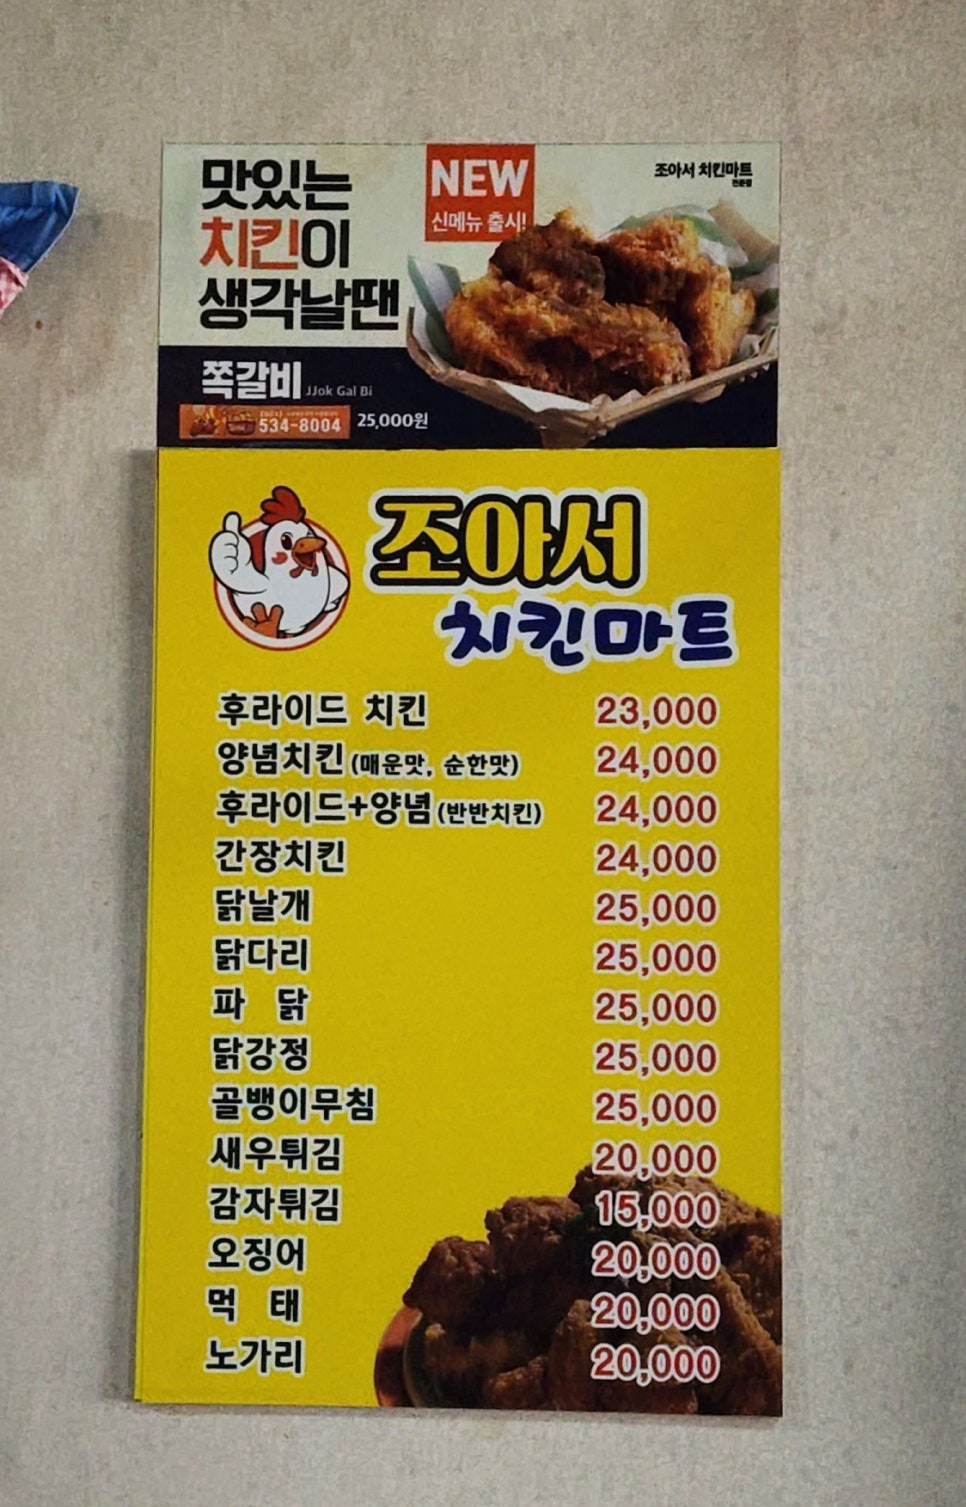 맛있는
치킨이
생각날땐
NEW
신메뉴 출시!
조아서 치킨마트
쪽갈비 JJok Gal Bi
534-8004 25,000원
조아서
치킨마트
후라이드 치킨 23,000
양념치킨 (매운맛, 순한맛) 24,000
후라이드+양념 (반반치킨) 24,000
간장치킨 24,000
닭날개 25,000
닭다리 25,000
파 닭 25,000
닭강정 25,000
골뱅이무침 25,000
새우튀김 20,000
감자튀김 15,000
오징어 20,000
먹 태 20,000
노가리 20,000